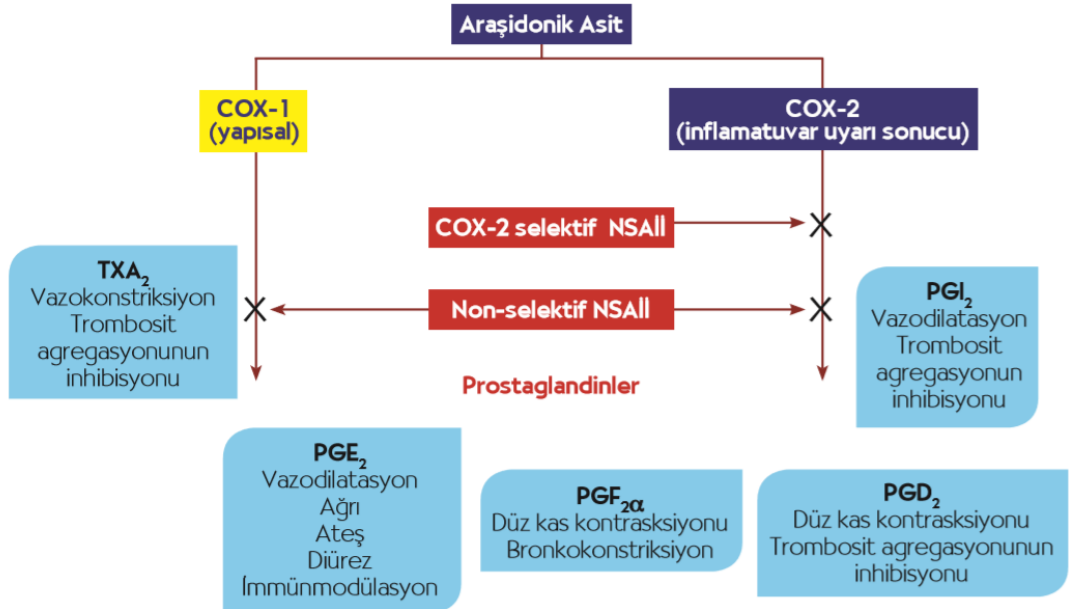 Araşidonik Asit
COX-1
(yapısal)
COX-2
(inflamatuvar uyarı sonucu)
COX-2 selektif NSAİİ
TXA₂
Vazokonstriksiyon
Trombosit
agregasyonunun
inhibisyonu
Non-selektif NSAİİ
PGI₂
Vazodilatasyon
Trombosit
agregasyonun
inhibisyonu
Prostaglandinler
PGE₂
Vazodilatasyon
Ağrı
Ateş
Diürez
İmmünmodülasyon
PGF₂α
Düz kas kontrasksiyonu
Bronkokonstriksiyon
PGD₂
Düz kas kontrasksiyonu
Trombosit agregasyonunun
inhibisyonu